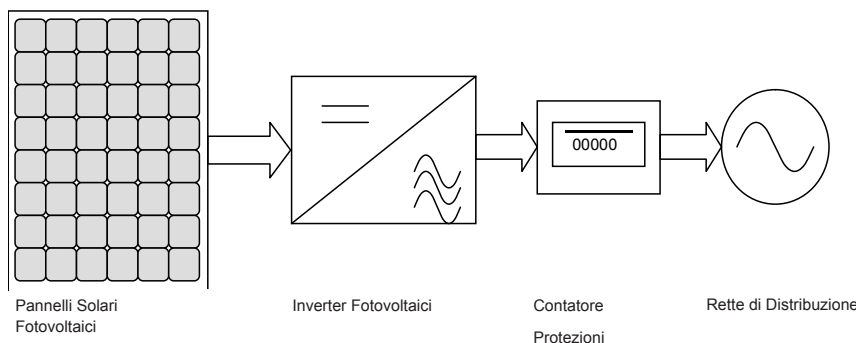 00000
Pannelli Solari
Fotovoltaici
Inverter Fotovoltaici
Contatore
Protezioni
Rette di Distribuzione